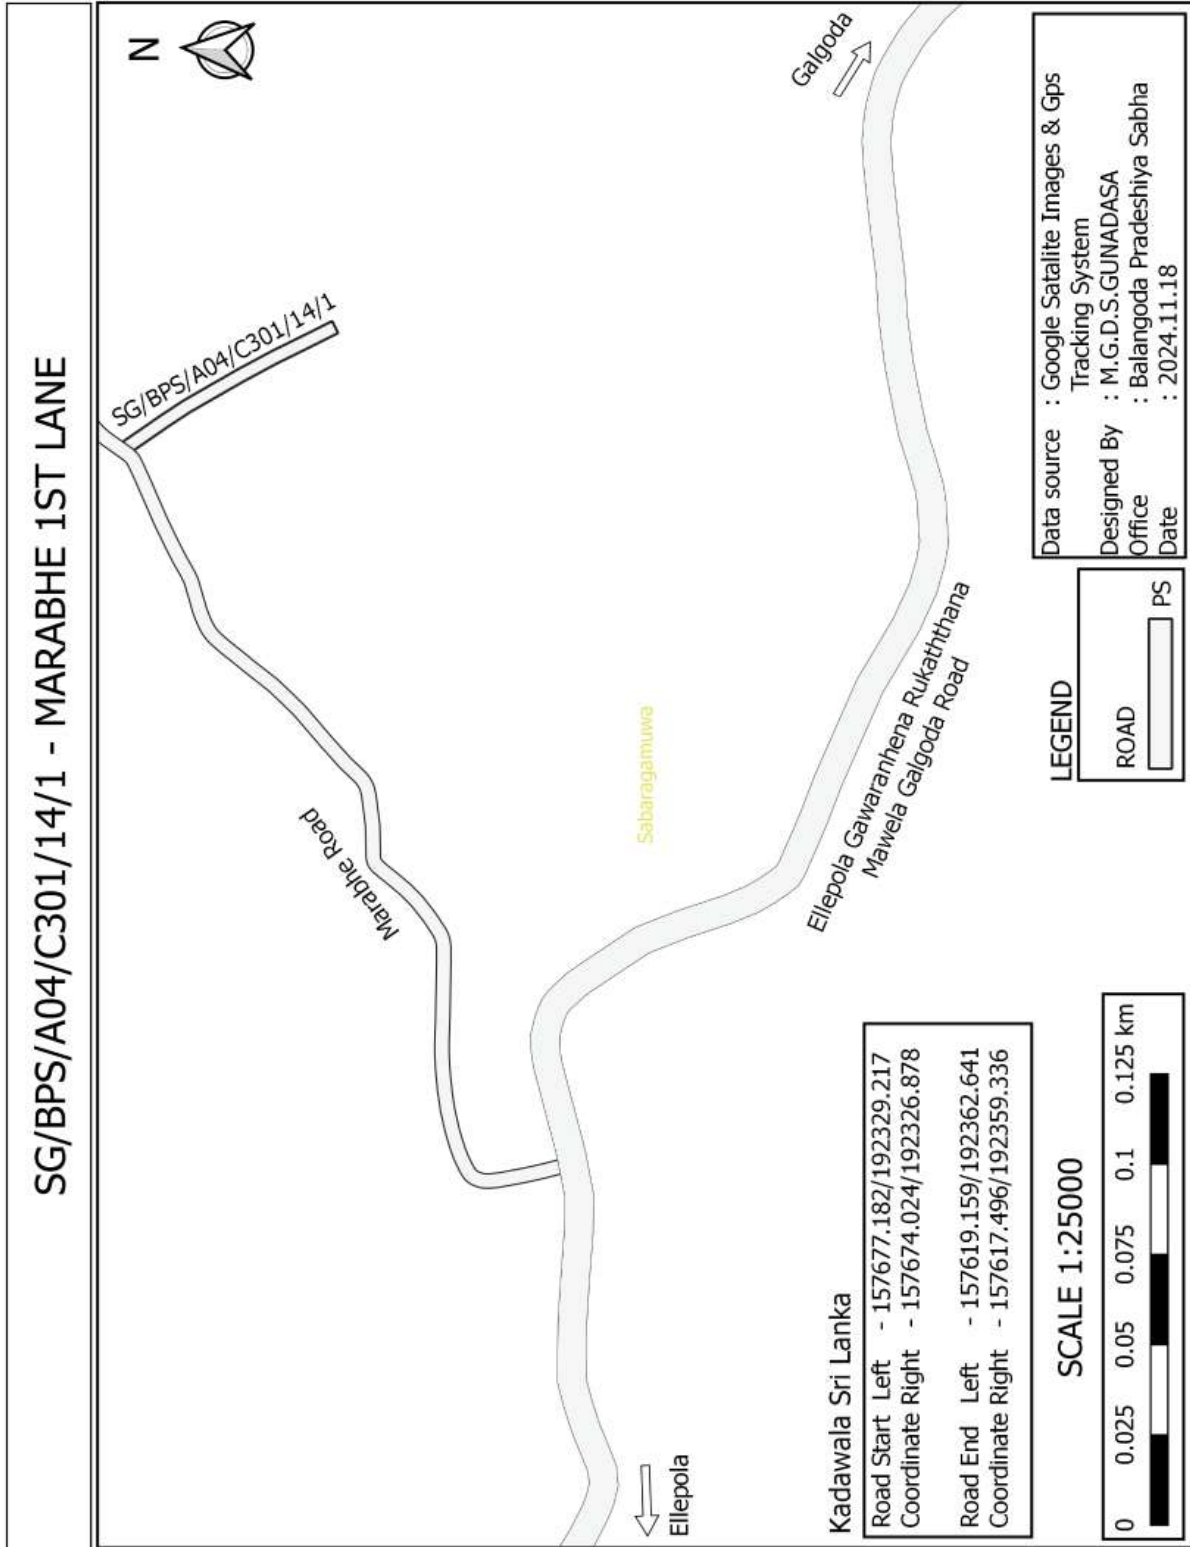 SG/BPS/A04/C301/14/1 - MARABHE 1ST LANE
N
SG/BPS/A04/C301/14/1
Marabhe Road
Sabaragamuwa
Galgoda
Ellepola Gawaranhena Rukaththana
Mawela Galgoda Road
Ellepola
Kadawala Sri Lanka
Road Start Left - 157677.182/192329.217
Coordinate Right - 157674.024/192326.878
Road End Left - 157619.159/192362.641
Coordinate Right - 157617.496/192359.336
SCALE 1:25000
0 0.025 0.05 0.075 0.1 0.125 km
LEGEND
ROAD PS
Data source : Google Satalite Images & Gps
Tracking System
Designed By : M.G.D.S.GUNADASA
Office : Balangoda Pradeshiya Sabha
Date : 2024.11.18